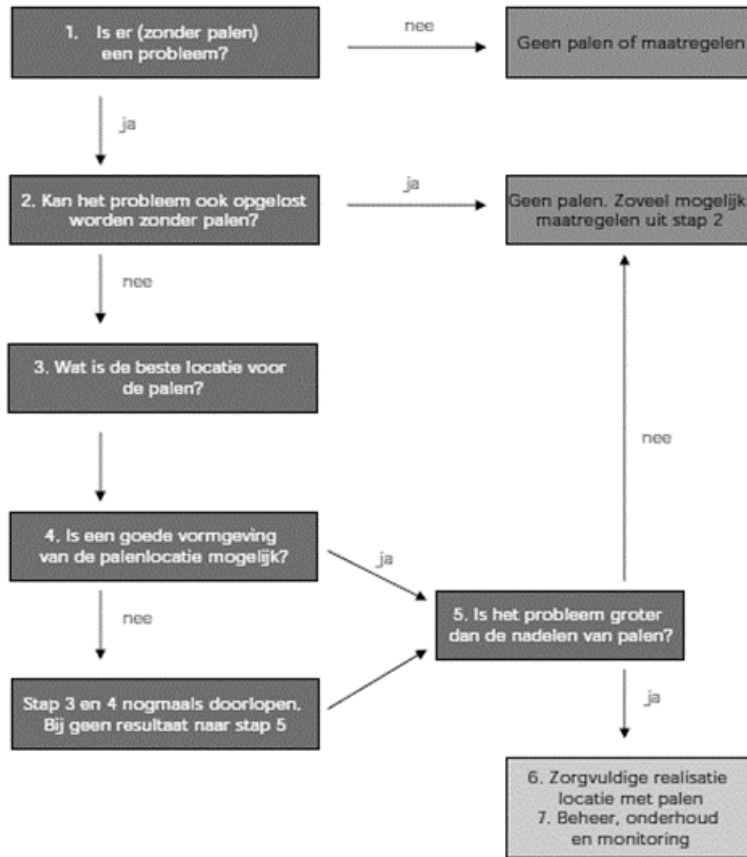 1. Is er (zonder palen)
een probleem?
nee
Geen palen of maatregelen
ja
2. Kan het probleem ook opgelost
worden zonder palen?
ja
Geen palen. Zoveel mogelijk
maatregelen uit stap 2
nee
3. Wat is de beste locatie voor
de palen?
nee
4. Is een goede vormgeving
van de palenlocatie mogelijk?
ja
nee
5. Is het probleem groter
dan de nadelen van palen?
Stap 3 en 4 nogmaals doorlopen.
Bij geen resultaat naar stap 5
ja
6. Zorgvuldige realisatie
locatie met palen
7. Beheer, onderhoud
en monitoring